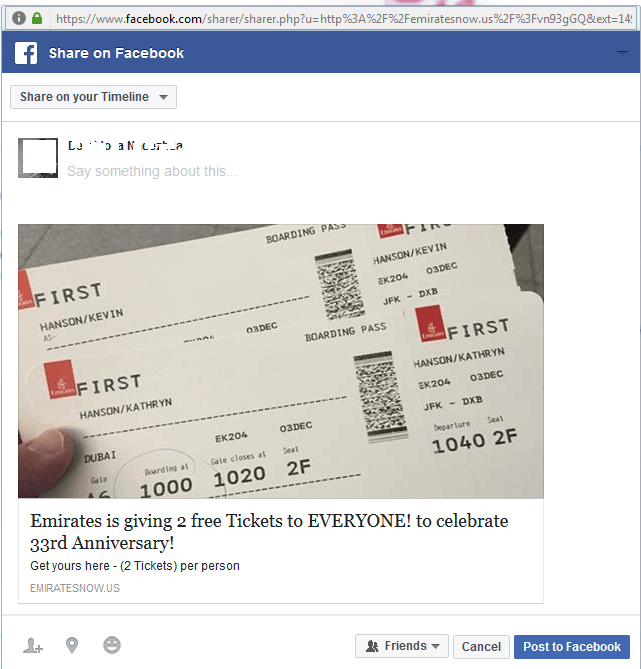 https://www.facebook.com/sharer/sharer.php?u=http%3A%2F%2Femiratesnow.us%2F%3Fvn93gGQ&ext=149
Share on Facebook
Share on your Timeline
Say something about this...
BOARDING PASS
FIRST
FIRST
HANSON/KEVIN
HANSON/KEVIN
EK204 03DEC
JFK - DXB
03DEC
BOARDING PASS
Emirates
FIRST
Emirates
FIRST
HANSON/KATHRYN
HANSON/KATHRYN
EK204 03DEC
JFK - DXB
DUBAI
EK204 03DEC
Gate Boarding at Gate closes at Seat
A6 1000 1020 2F
Departure Seat
1040 2F
Emirates is giving 2 free Tickets to EVERYONE! to celebrate
33rd Anniversary!
Get yours here - (2 Tickets) per person
EMIRATESNOW.US
Friends
Cancel
Post to Facebook